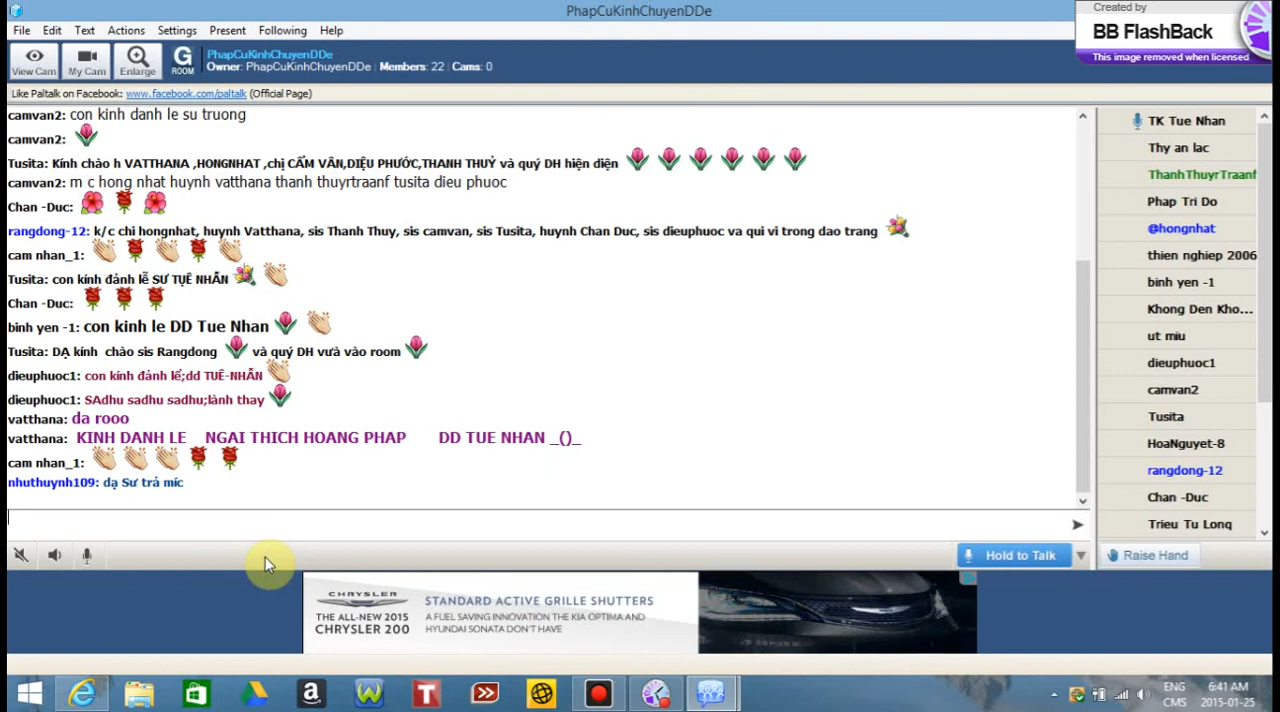 PhapCuKinhChuyenDDe
Created by
BB FlashBack
This image removed when licensed
File Edit Text Actions Settings Present Following Help
View Cam My Cam Enlarge G ROOM
PhapCuKinhChuyenDDe
Owner: PhapCuKinhChuyenDDe Members: 22 Cams: 0
Like Paltalk on Facebook: www.facebook.com/paltalk (Official Page)
camvan2: con kinh danh le su truong
camvan2:
Tusita: Kính chào h VATTHANA ,HONGNHAT ,chị CẨM VÂN,DIỆU PHƯỚC,THANH THUỶ và quý DH hiện diện
camvan2: m c hong nhat huynh vatthana thanh thuyrtraanf tusita dieu phuoc
Chan -Duc:
rangdong-12: k/c chi hongnhat, huynh Vatthana, sis Thanh Thuy, sis camvan, sis Tusita, huynh Chan Duc, sis dieuphuoc va qui vi trong dao trang
cam nhan_1:
Tusita: con kính đảnh lễ SƯ TUỆ NHẪN
Chan -Duc:
binh yen -1: con kinh le DD Tue Nhan
Tusita: DẠ kính chào sis Rangdong và quý DH vưà vào room
dieuphuoc1: con kính đảnh lể;dd TUÊ-NHẪN
dieuphuoc1: SAdhu sadhu sadhu;lành thay
vatthana: da rooo
vatthana: KINH DANH LE NGAI THICH HOANG PHAP DD TUE NHAN _()_
cam nhan_1:
nhuthuynh109: dạ Sư trả míc
TK Tue Nhan
Thy an lac
ThanhThuyrTraanf
Phap Tri Do
@hongnhat
thien nghiep 2006
binh yen -1
Khong Den Kho...
ut miu
dieuphuoc1
camvan2
Tusita
HoaNguyet-8
rangdong-12
Chan -Duc
Trieu Tu Long
Hold to Talk
Raise Hand
CHRYSLER
THE ALL-NEW 2015
CHRYSLER 200
STANDARD ACTIVE GRILLE SHUTTERS
A FUEL SAVING INNOVATION THE KIA OPTIMA AND
HYUNDAI SONATA DON'T HAVE
ENG
CMS
6:41 AM
2015-01-25